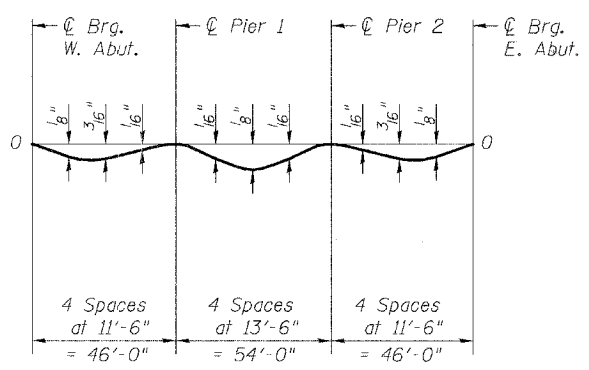 ℄ Brg.
W. Abut.
℄ Pier 1
℄ Pier 2
℄ Brg.
E. Abut.
1/8"
3/16"
1/16"
1/16"
1/8"
1/16"
1/16"
3/16"
1/8"
0
0
4 Spaces
at 11'-6"
= 46'-0"
4 Spaces
at 13'-6"
= 54'-0"
4 Spaces
at 11'-6"
= 46'-0"